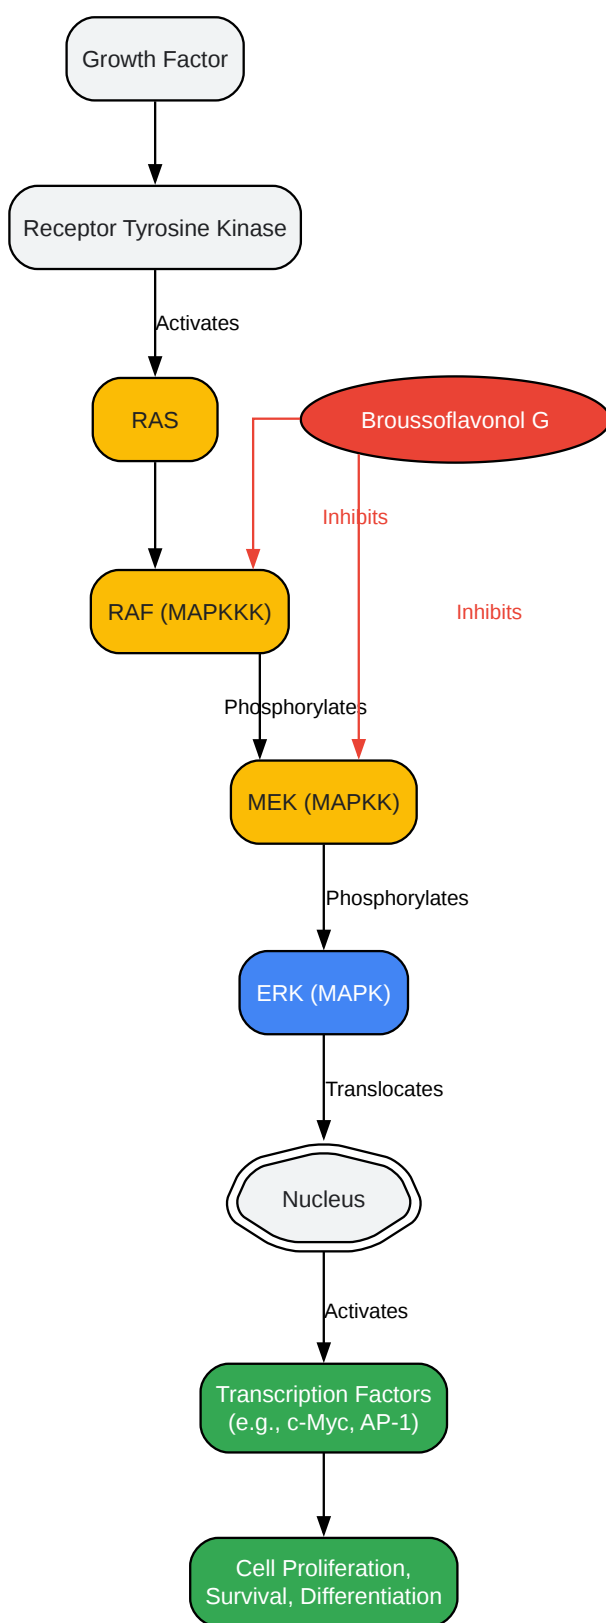 Growth Factor
Receptor Tyrosine Kinase
Activates
RAS
Broussoflavonol G
Inhibits
RAF (MAPKKK)
Inhibits
Phosphorylates
MEK (MAPKK)
Phosphorylates
ERK (MAPK)
Translocates
Nucleus
Activates
Transcription Factors
(e.g., c-Myc, AP-1)
Cell Proliferation,
Survival, Differentiation